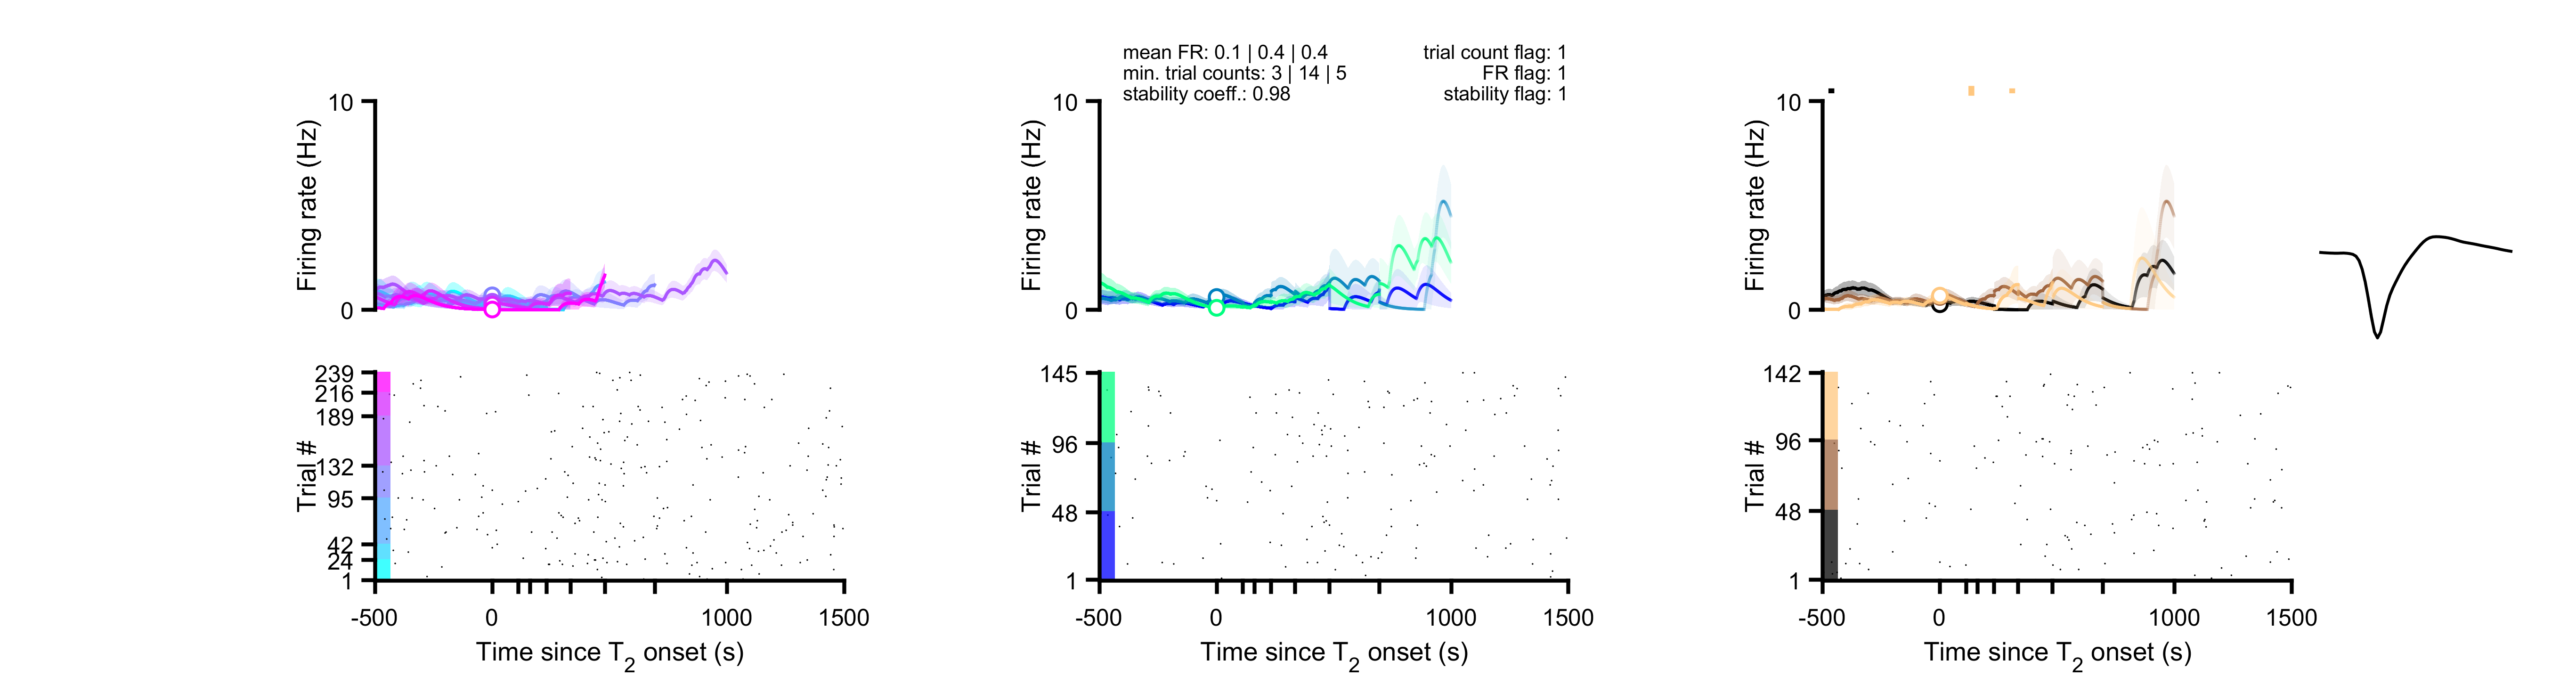 mean FR: 0.1 | 0.4 | 0.4
min. trial counts: 3 | 14 | 5
stability coeff.: 0.98
trial count flag: 1
FR flag: 1
stability flag: 1
10
Firing rate (Hz)
0
10
Firing rate (Hz)
0
10
Firing rate (Hz)
0
239
216
189
132
95
42
24
1
Trial #
-500
0
1000
1500
Time since T2 onset (s)
145
96
48
1
Trial #
-500
0
1000
1500
Time since T2 onset (s)
142
96
48
1
Trial #
-500
0
1000
1500
Time since T2 onset (s)